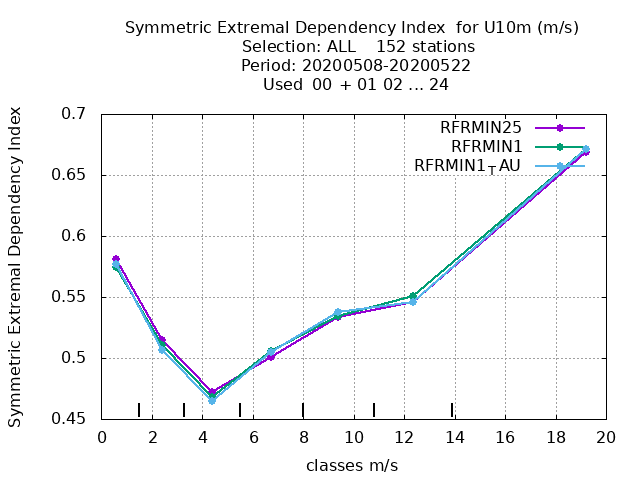 Symmetric Extremal Dependency Index  for U10m (m/s)
Selection: ALL    152 stations
Period: 20200508-20200522
Used  00 + 01 02 ... 24
Symmetric Extremal Dependency Index
0.7
0.65
0.6
0.55
0.5
0.45
RFRMIN25
RFRMIN1
RFRMIN1TAU
0 2 4 6 8 10 12 14 16 18 20
classes m/s